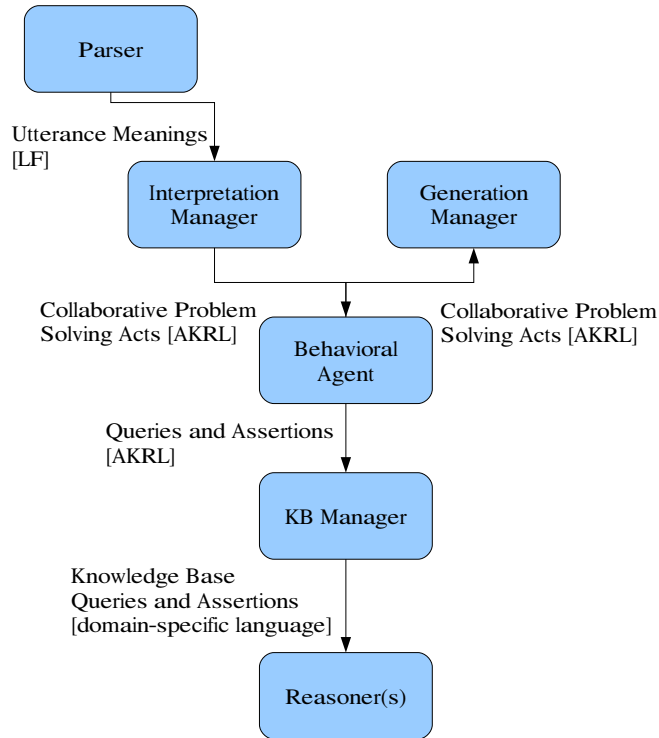 Parser
Utterance Meanings
[LF]
Interpretation
Manager
Generation
Manager
Collaborative Problem
Solving Acts [AKRL]
Collaborative Problem
Solving Acts [AKRL]
Behavioral
Agent
Queries and Assertions
[AKRL]
KB Manager
Knowledge Base
Queries and Assertions
[domain-specific language]
Reasoner(s)